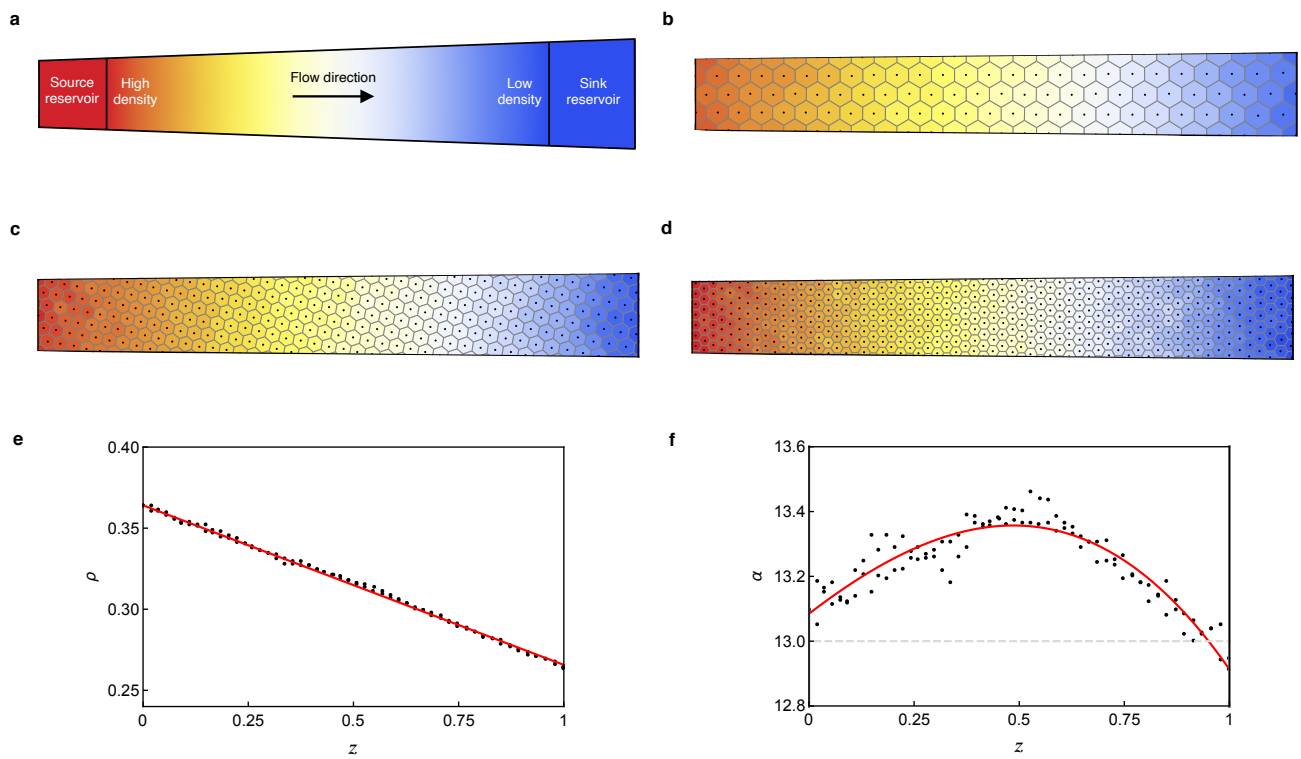 a
Source
reservoir
High
density
Flow direction
Low
density
Sink
reservoir
b
c
d
e
0.40
0.35
0.30
0.25
ρ
0
0.25
0.5
0.75
1
z
f
13.6
13.4
13.2
13.0
12.8
α
0
0.25
0.5
0.75
1
z